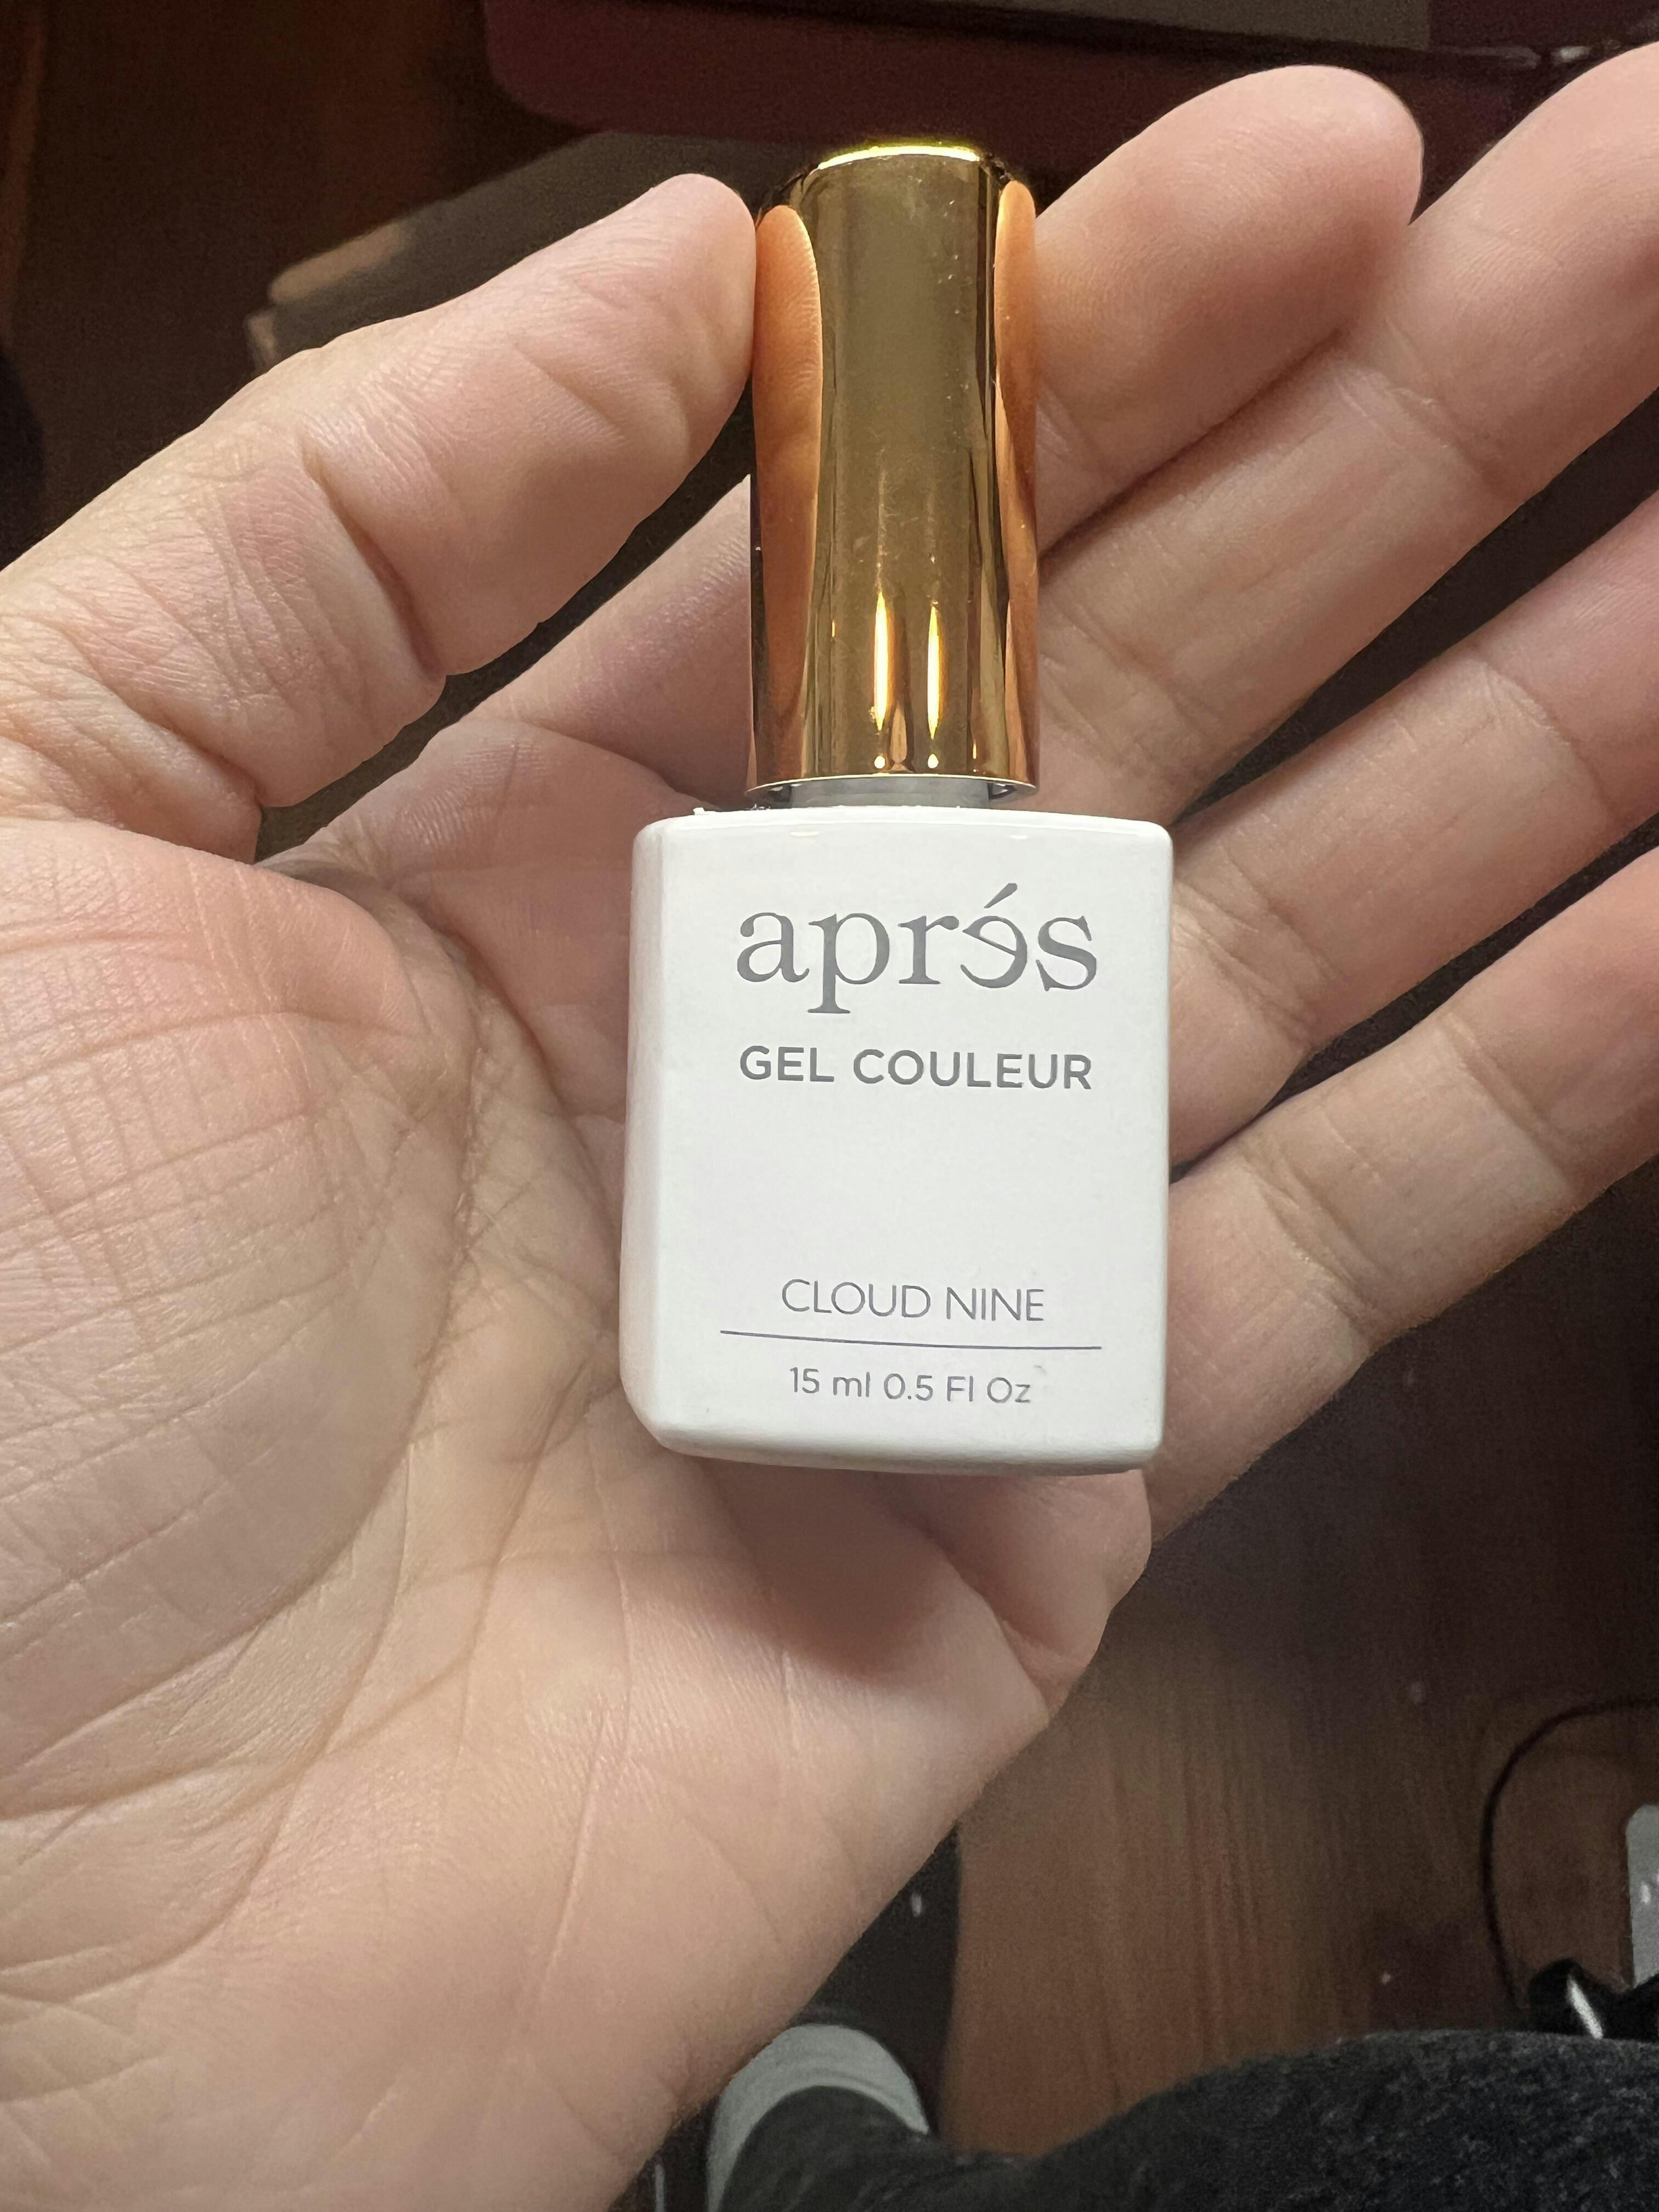 aprés
GEL COULEUR
CLOUD NINE
15 ml 0.5 Fl Oz